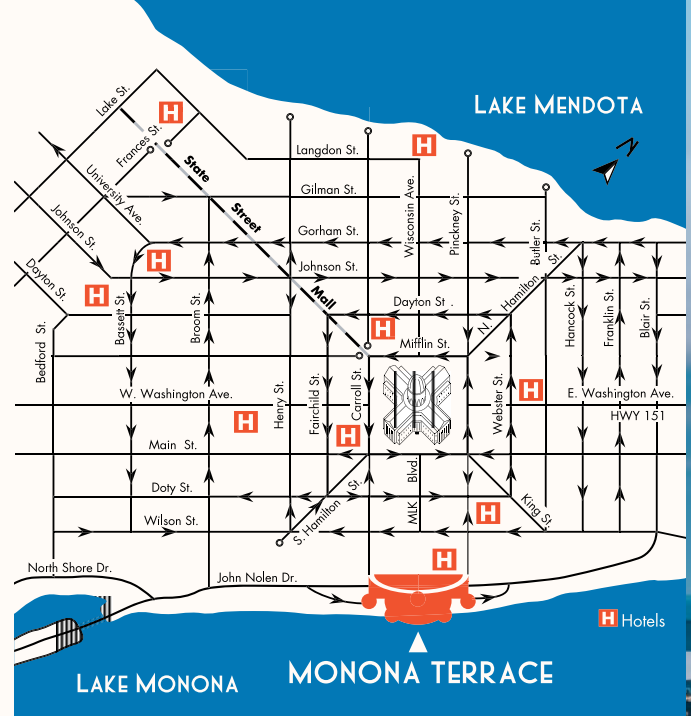 LAKE MENDOTA
N
Lake St.
H
Frances St.
State
Street
Mall
H
Langdon St.
Gilman St.
University Ave.
Wisconsin Ave.
Pinckney St.
Butler St.
Johnson St.
Gorham St.
Johnson St.
H
N. Hamilton St.
Dayton St.
H
Bassett St.
Broom St.
Dayton St.
Hancock St.
Franklin St.
Blair St.
Bedford St.
H
Mifflin St.
W. Washington Ave.
Henry St.
Fairchild St.
Carroll St.
Webster St.
H
E. Washington Ave.
HWY 151
H
H
Main St.
MLK Blvd.
Doty St.
S. Hamilton St.
H
King St.
Wilson St.
H
North Shore Dr.
John Nolen Dr.
H Hotels
MONONA TERRACE
LAKE MONONA